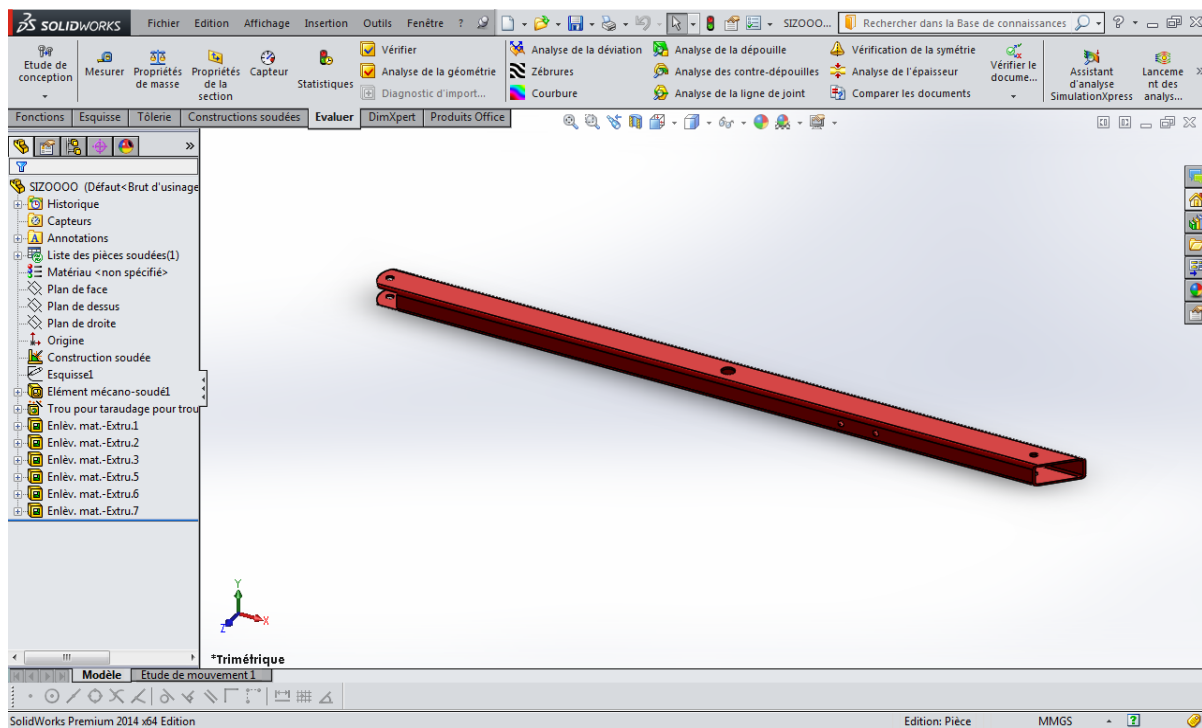 SOLIDWORKS Fichier Edition Affichage Insertion Outils Fenêtre ? SIZOOO... Rechercher dans la Base de connaissances
Etude de conception
Mesurer
Propriétés de masse
Propriétés de la section
Capteur
Statistiques
Vérifier
Analyse de la géométrie
Diagnostic d'import...
Analyse de la déviation
Zébrures
Courbure
Analyse de la dépouille
Analyse des contre-dépouilles
Analyse de la ligne de joint
Vérification de la symétrie
Analyse de l'épaisseur
Comparer les documents
Vérifier le docume...
Assistant d'analyse SimulationXpress
Lanceme nt des analys...
Fonctions Esquisse Tôlerie Constructions soudées Evaluer DimXpert Produits Office
SIZOOOO (Défaut<Brut d'usinage
Historique
Capteurs
Annotations
Liste des pièces soudées(1)
Matériau <non spécifié>
Plan de face
Plan de dessus
Plan de droite
Origine
Construction soudée
Esquisse1
Elément mécano-soudé1
Trou pour taraudage pour trou
Enlèv. mat.-Extru.1
Enlèv. mat.-Extru.2
Enlèv. mat.-Extru.3
Enlèv. mat.-Extru.5
Enlèv. mat.-Extru.6
Enlèv. mat.-Extru.7
Y
X
Z
*Trimétrique
Modèle Etude de mouvement 1
SolidWorks Premium 2014 x64 Edition Edition: Pièce MMGS